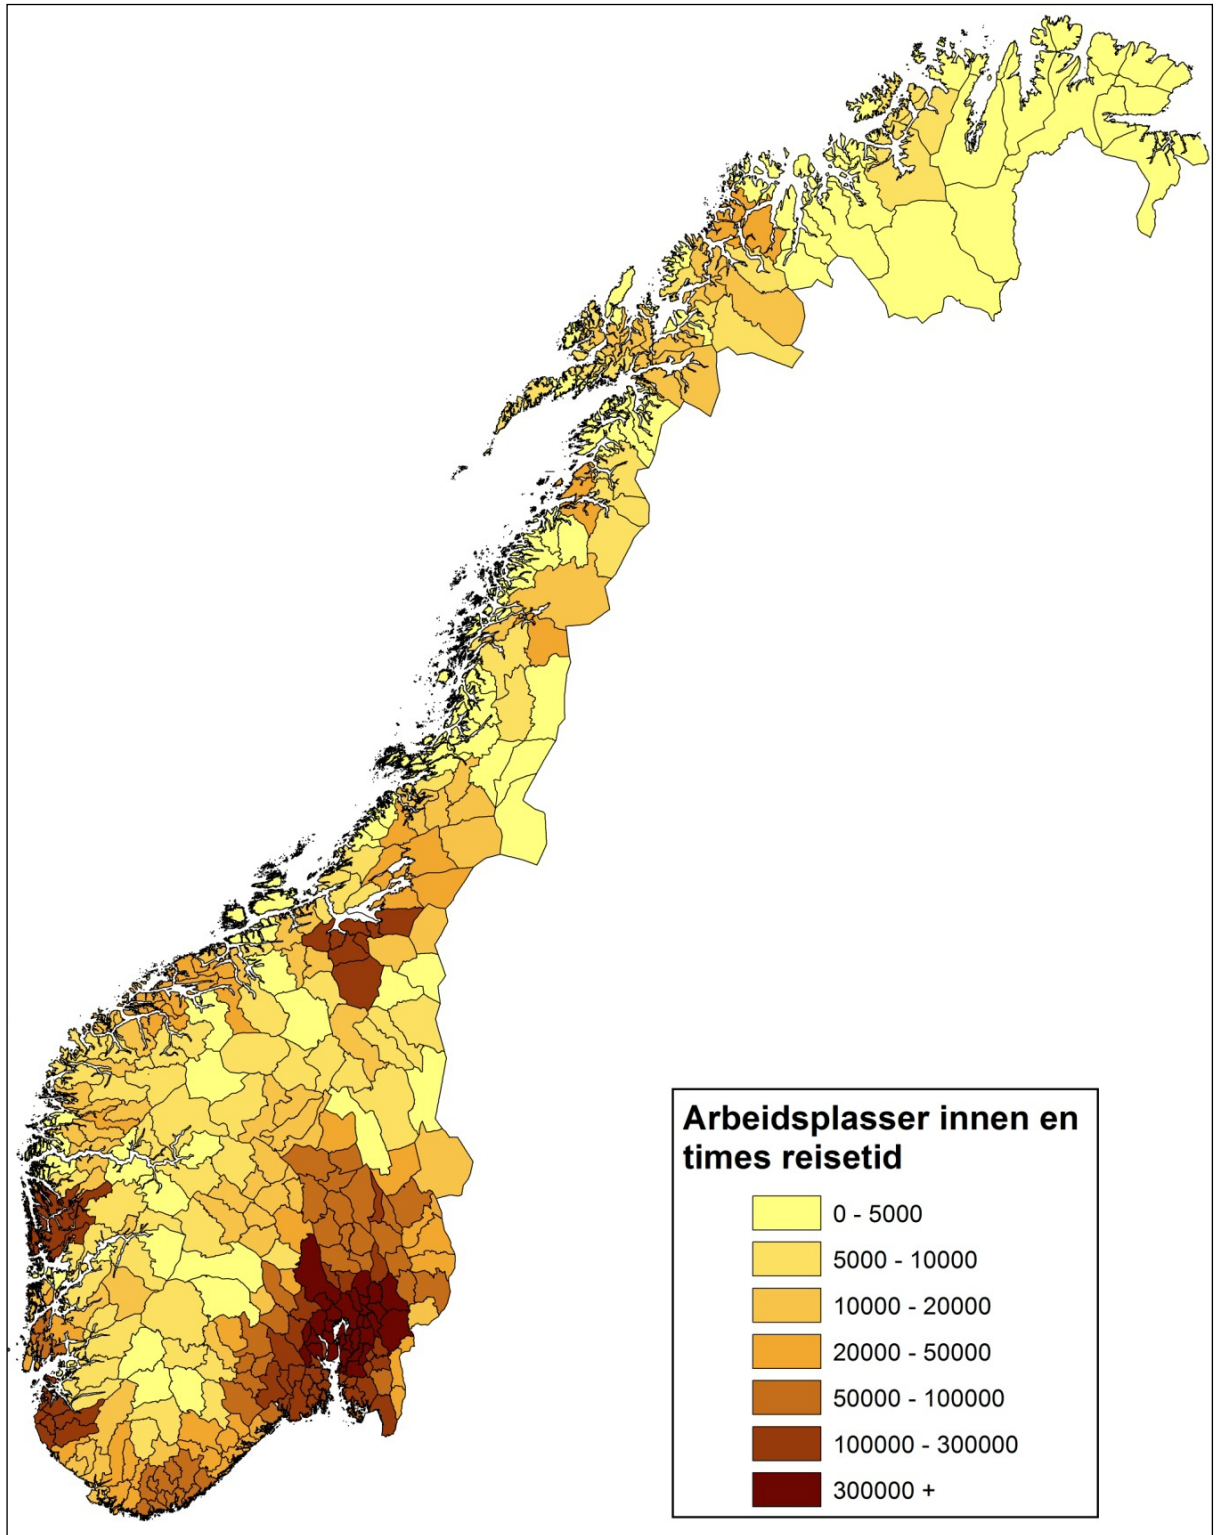 Arbeidsplasser innen en
times reisetid
0 - 5000
5000 - 10000
10000 - 20000
20000 - 50000
50000 - 100000
100000 - 300000
300000 +